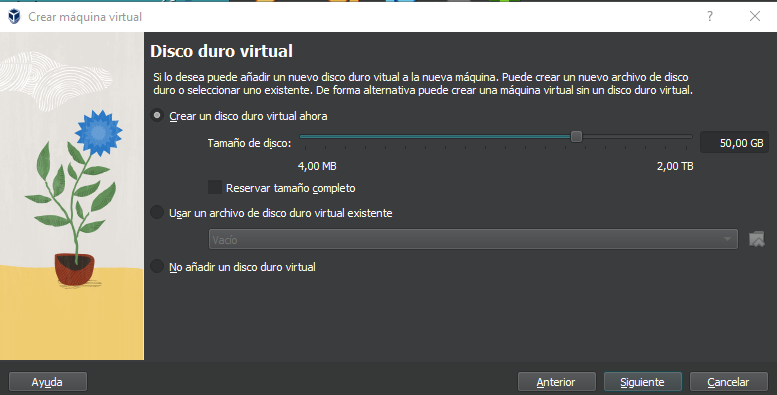 Crear máquina virtual
Disco duro virtual
Si lo desea puede añadir un nuevo disco duro vitual a la nueva máquina. Puede crear un nuevo archivo de disco
duro o seleccionar uno existente. De forma alternativa puede crear una máquina virtual sin un disco duro virtual.
Crear un disco duro virtual ahora
Tamaño de disco:
50,00 GB
4,00 MB
2,00 TB
Reservar tamaño completo
Usar un archivo de disco duro virtual existente
Vacío
No añadir un disco duro virtual
Ayuda
Anterior
Siguiente
Cancelar